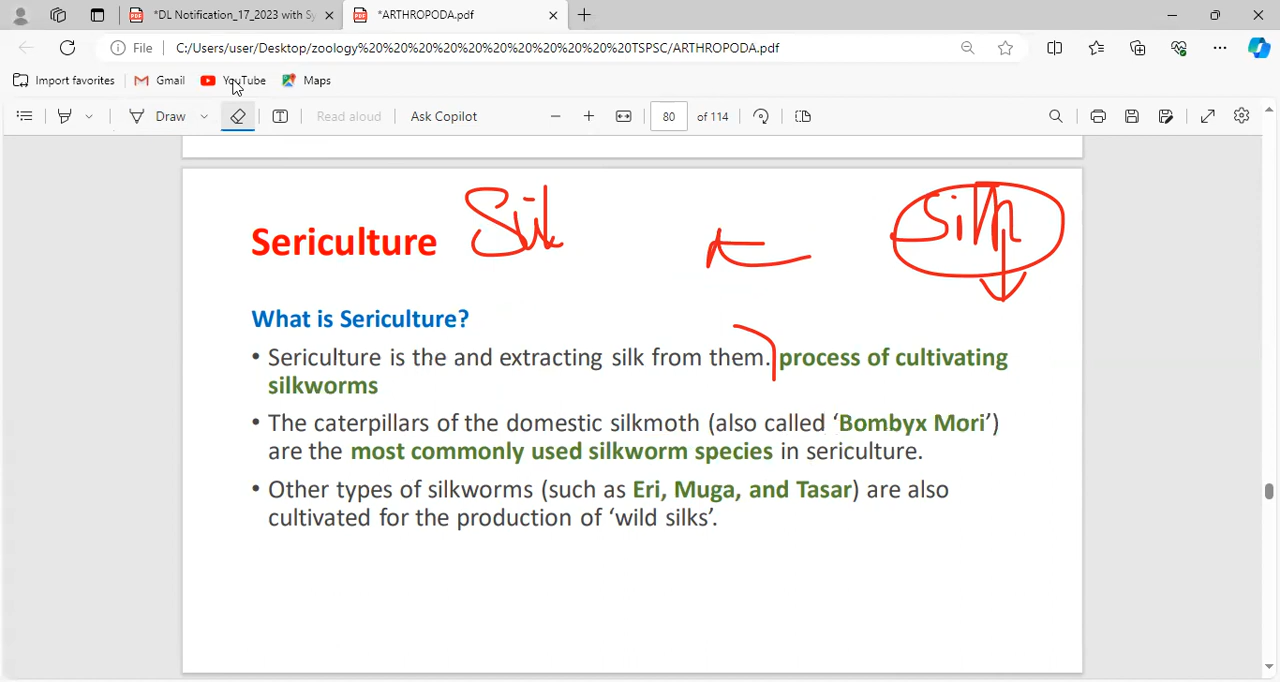 *DL Notification_17_2023 with Sy
*ARTHROPODA.pdf
File
C:/Users/user/Desktop/zoology%20%20%20%20%20%20%20%20%20%20%20TSPSC/ARTHROPODA.pdf
Import favorites
Gmail
YouTube
Maps
Draw
Read aloud
Ask Copilot
80
of 114
Sericulture
Silk
What is Sericulture?
• Sericulture is the and extracting silk from them. process of cultivating
silkworms
• The caterpillars of the domestic silkmoth (also called ‘Bombyx Mori’)
are the most commonly used silkworm species in sericulture.
• Other types of silkworms (such as Eri, Muga, and Tasar) are also
cultivated for the production of ‘wild silks’.